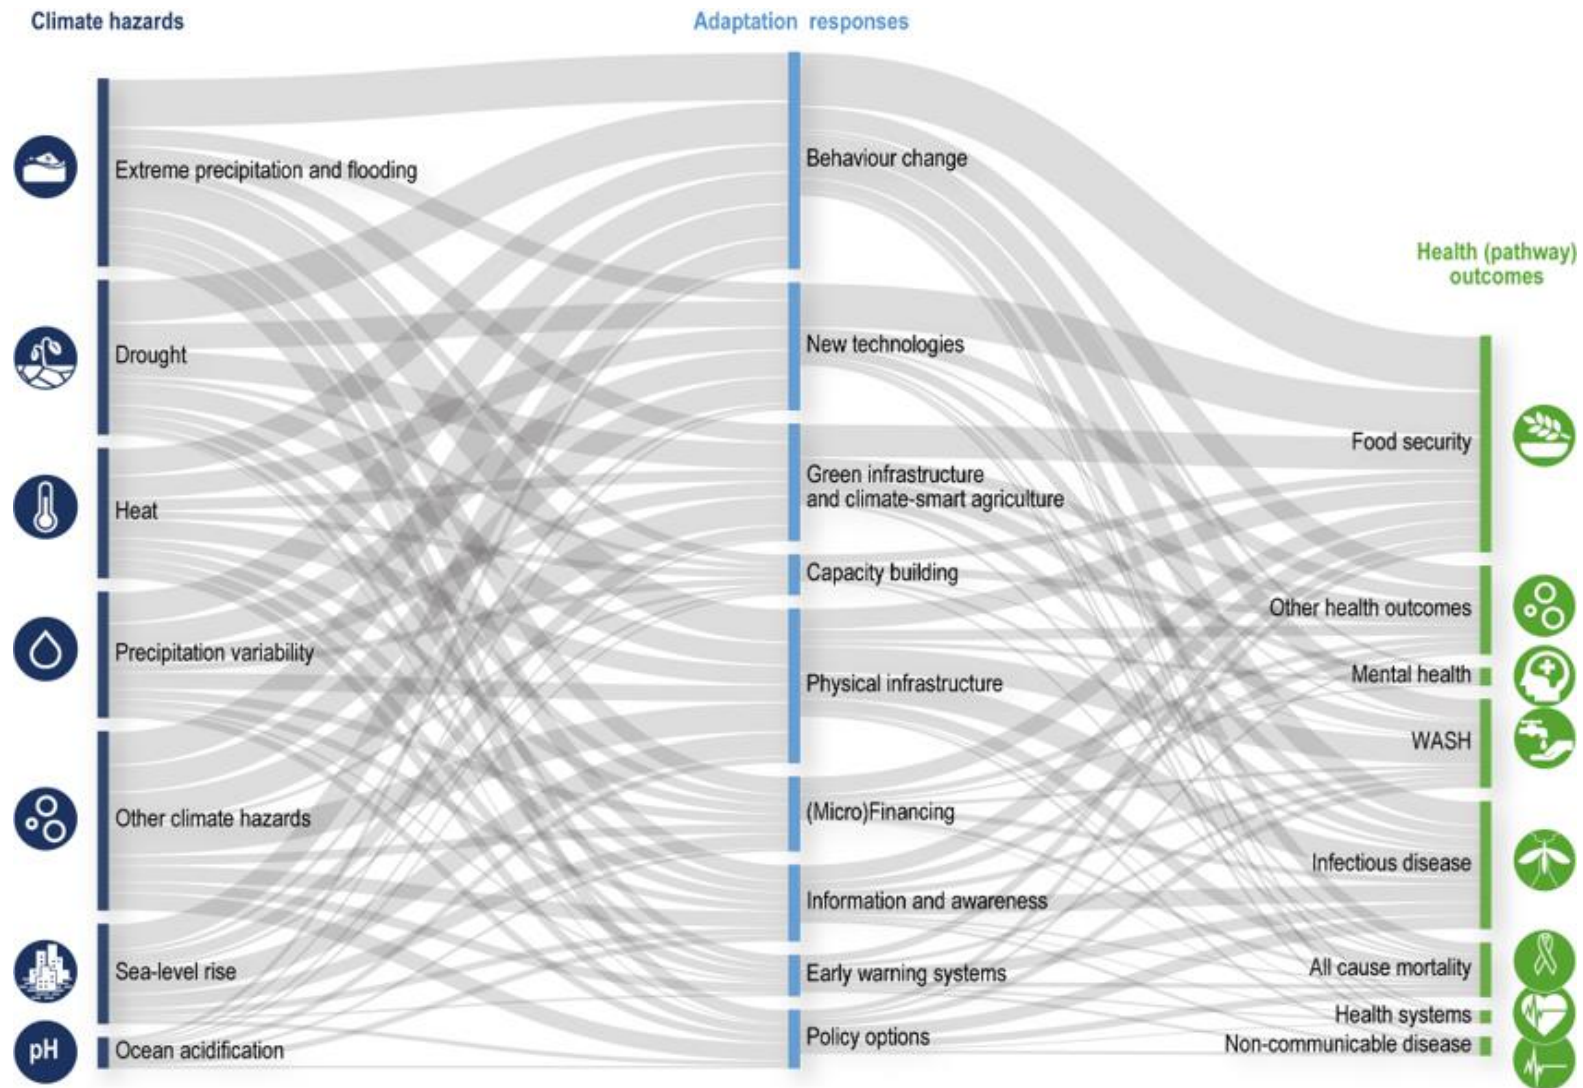 Climate hazards
Adaptation responses
Health (pathway)
outcomes
Extreme precipitation and flooding
Drought
Heat
Precipitation variability
Other climate hazards
Sea-level rise
pH
Ocean acidification
Behaviour change
New technologies
Green infrastructure
and climate-smart agriculture
Capacity building
Physical infrastructure
(Micro)Financing
Information and awareness
Early warning systems
Policy options
Food security
Other health outcomes
Mental health
WASH
Infectious disease
All cause mortality
Health systems
Non-communicable disease